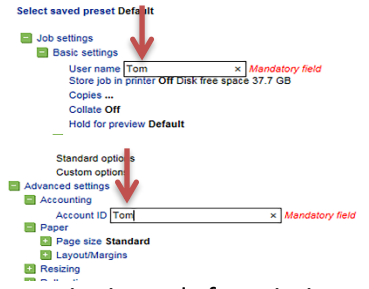 Select saved preset Default
Job settings
Basic settings
User name Tom × Mandatory field
Store job in printer Off Disk free space 37.7 GB
Copies ...
Collate Off
Hold for preview Default
Standard options
Custom options
Advanced settings
Accounting
Account ID Tom × Mandatory field
Paper
Page size Standard
Layout/Margins
Resizing